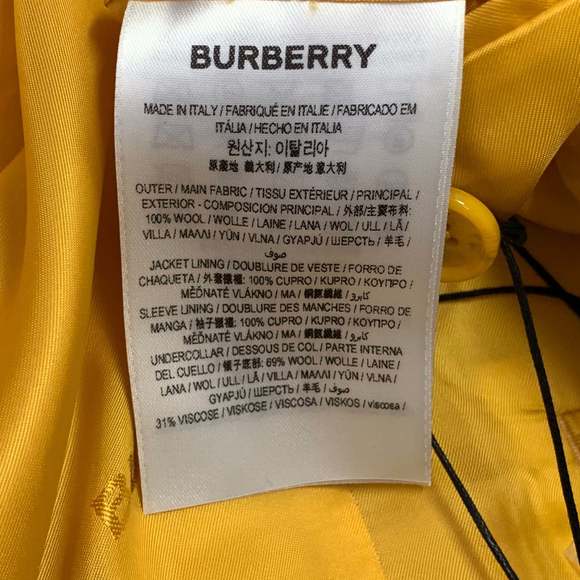 BURBERRY
MADE IN ITALY / FABRIQUÉ EN ITALIE / FABRICADO EM
ITÁLIA / HECHO EN ITALIA
원산지: 이탈리아
原產地 義大利 / 原产地 意大利
OUTER / MAIN FABRIC / TISSU EXTÉRIEUR / PRINCIPAL /
EXTERIOR - COMPOSICIÓN PRINCIPAL / 外部/主要布料:
100% WOOL / WOLLE / LAINE / LANA / WOL / ULL / LÃ /
VILLA / ΜΑΛΛΙ / YÜN / VLNA / GYAPJÚ / ШЕРСТЬ / 羊毛 /
صوف /
JACKET LINING / DOUBLURE DE VESTE / FORRO DE
CHAQUETA / 外套襯裡: 100% CUPRO / KUPRO / ΚΟΥΠΡΟ /
MĚĎNATÉ VLÁKNO / МА / 銅氨纖維 / كابرو /
SLEEVE LINING / DOUBLURE DES MANCHES / FORRO DE
MANGA / 袖子襯裡: 100% CUPRO / KUPRO / ΚΟΥΠΡΟ /
MĚĎNATÉ VLÁKNO / МА / 銅氨纖維 / كابرو /
UNDERCOLLAR / DESSOUS DE COL / PARTE INTERNA
DEL CUELLO / 領子底部: 69% WOOL / WOLLE / LAINE /
LANA / WOL / ULL / LÃ / VILLA / ΜΑΛΛΙ / YÜN / VLNA /
GYAPJÚ / ШЕРСТЬ / 羊毛 / صوف /
31% VISCOSE / VISKOSE / VISCOSA / VISKOS / viscosa /